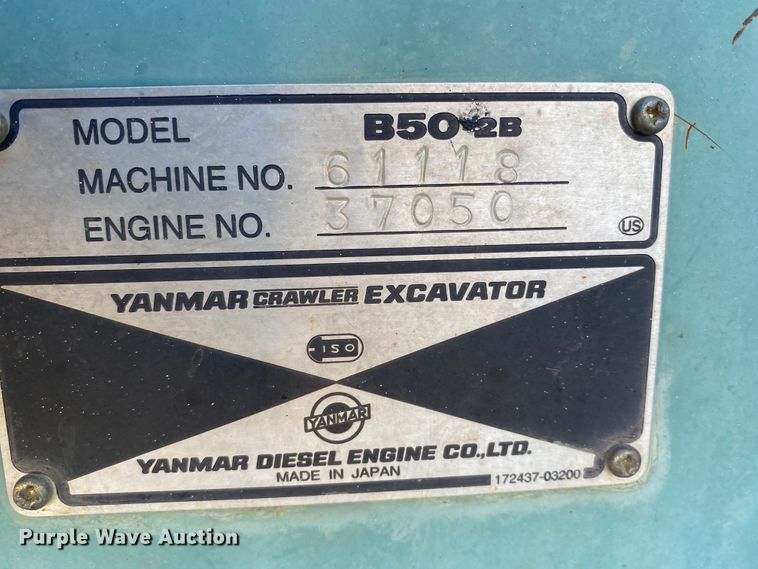 MODEL B50-2B
MACHINE NO. 61118
ENGINE NO. 37050
US
YANMAR CRAWLER EXCAVATOR
ISO
YANMAR
YANMAR DIESEL ENGINE CO.,LTD.
MADE IN JAPAN
172437-03200
Purple Wave Auction